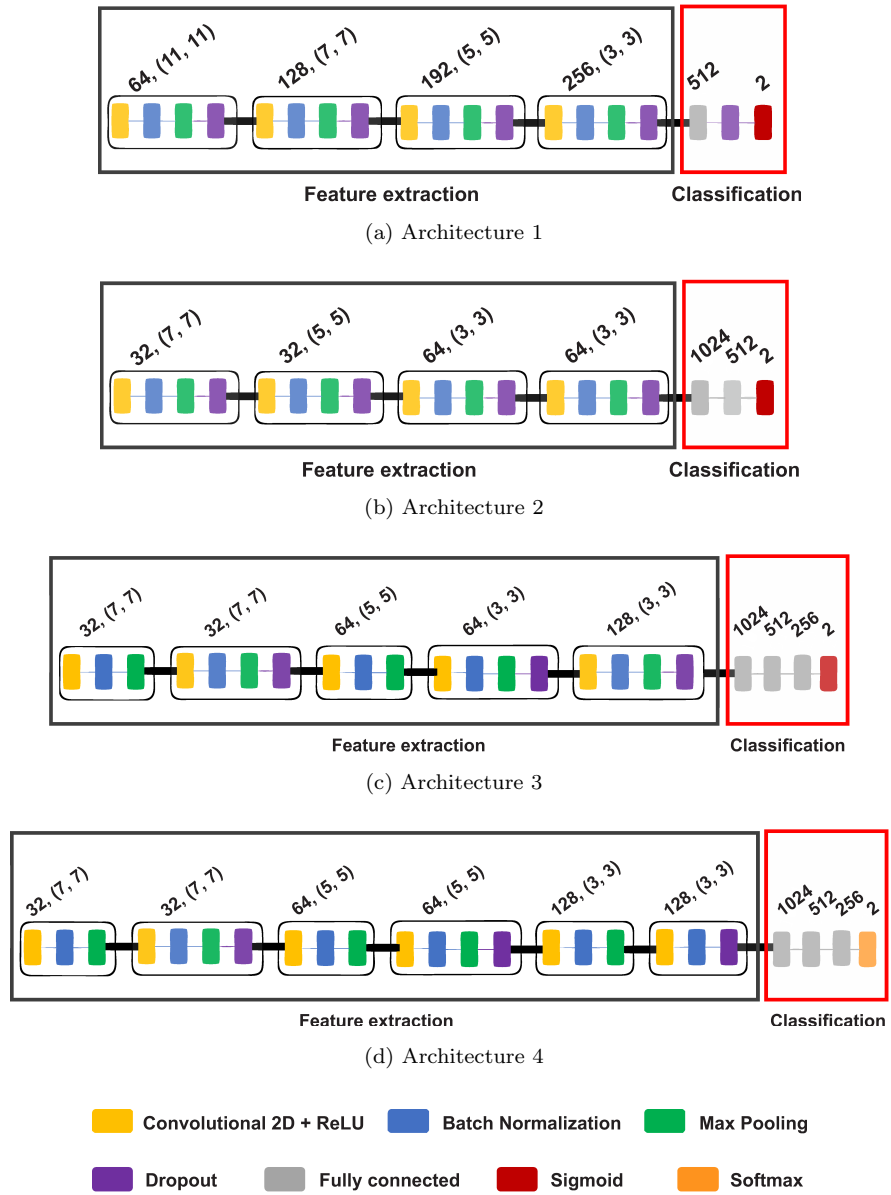 64, (11, 11) 128, (7, 7) 192, (5, 5) 256, (3, 3) 512 2
Feature extraction Classification
(a) Architecture 1
32, (7, 7) 32, (5, 5) 64, (3, 3) 64, (3, 3) 1024 512 2
Feature extraction Classification
(b) Architecture 2
32, (7, 7) 32, (7, 7) 64, (5, 5) 64, (3, 3) 128, (3, 3) 1024 512 256 2
Feature extraction Classification
(c) Architecture 3
32, (7, 7) 32, (7, 7) 64, (5, 5) 64, (5, 5) 128, (3, 3) 128, (3, 3) 1024 512 256 2
Feature extraction Classification
(d) Architecture 4
Convolutional 2D + ReLU Batch Normalization Max Pooling
Dropout Fully connected Sigmoid Softmax